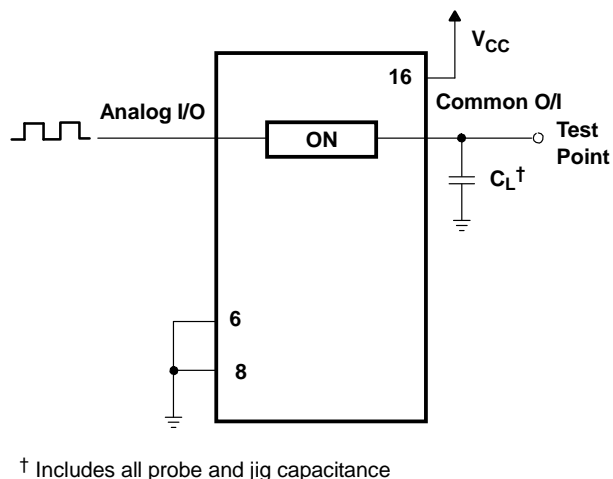 VCC
16
Analog I/O
Common O/I
ON
Test
Point
CL†
6
8
† Includes all probe and jig capacitance